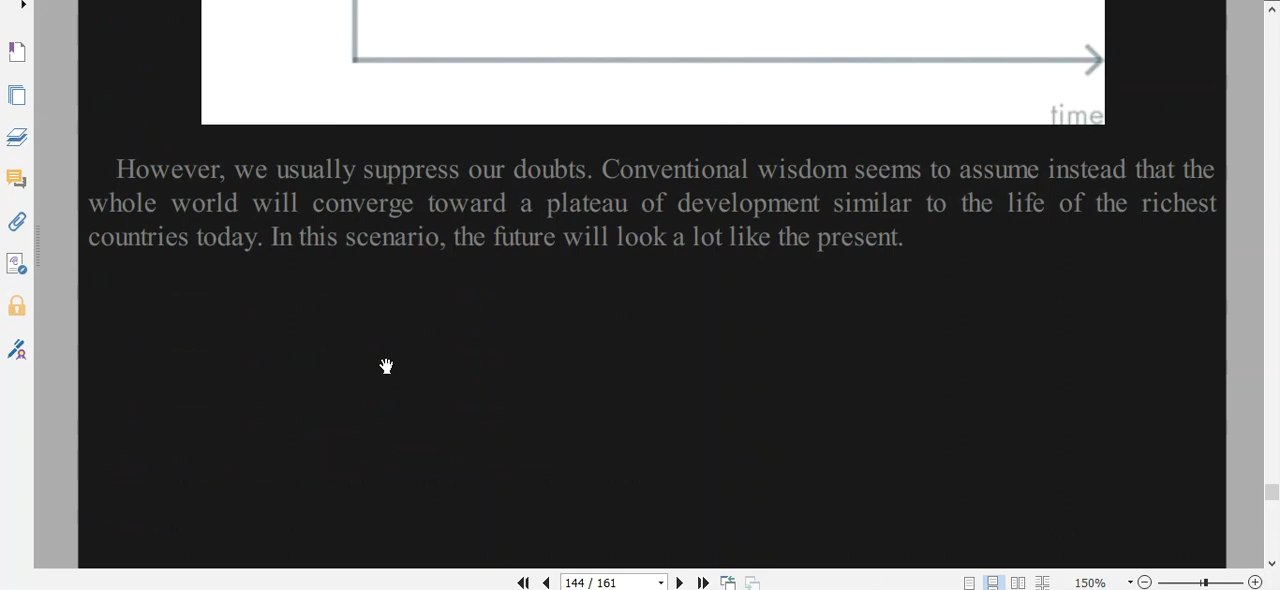 time
However, we usually suppress our doubts. Conventional wisdom seems to assume instead that the
whole world will converge toward a plateau of development similar to the life of the richest
countries today. In this scenario, the future will look a lot like the present.
144 / 161
150%